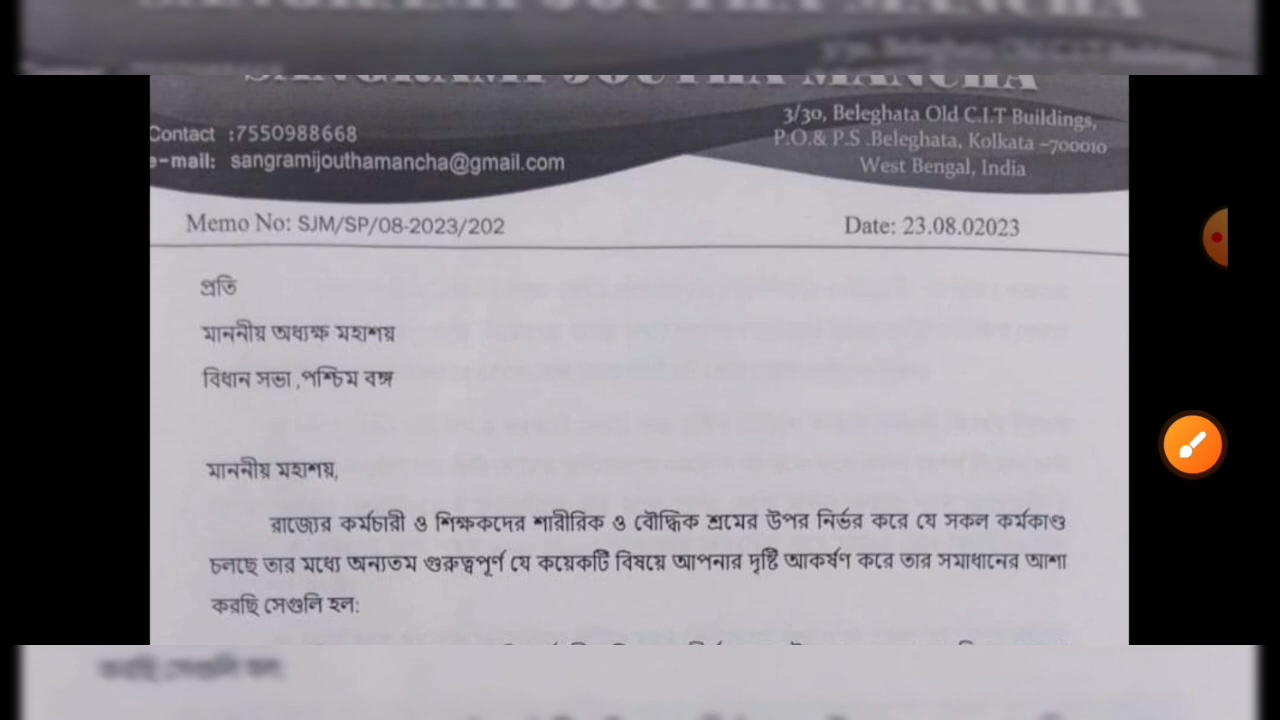 SANGRAMI JOUTHA MANCHA
Contact :7550988668
e-mail: sangramijouthamancha@gmail.com
3/30, Beleghata Old C.I.T Buildings,
P.O.& P.S .Beleghata, Kolkata –700010
West Bengal, India
Memo No: SJM/SP/08-2023/202
Date: 23.08.02023
প্রতি
মাননীয় অধ্যক্ষ মহাশয়
বিধান সভা ,পশ্চিম বঙ্গ
মাননীয় মহাশয়,
রাজ্যের কর্মচারী ও শিক্ষকদের শারীরিক ও বৌদ্ধিক শ্রমের উপর নির্ভর করে যে সকল কর্মকাণ্ড
চলছে তার মধ্যে অন্যতম গুরুত্বপূর্ণ যে কয়েকটি বিষয়ে আপনার দৃষ্টি আকর্ষণ করে তার সমাধানের আশা
করছি সেগুলি হল: